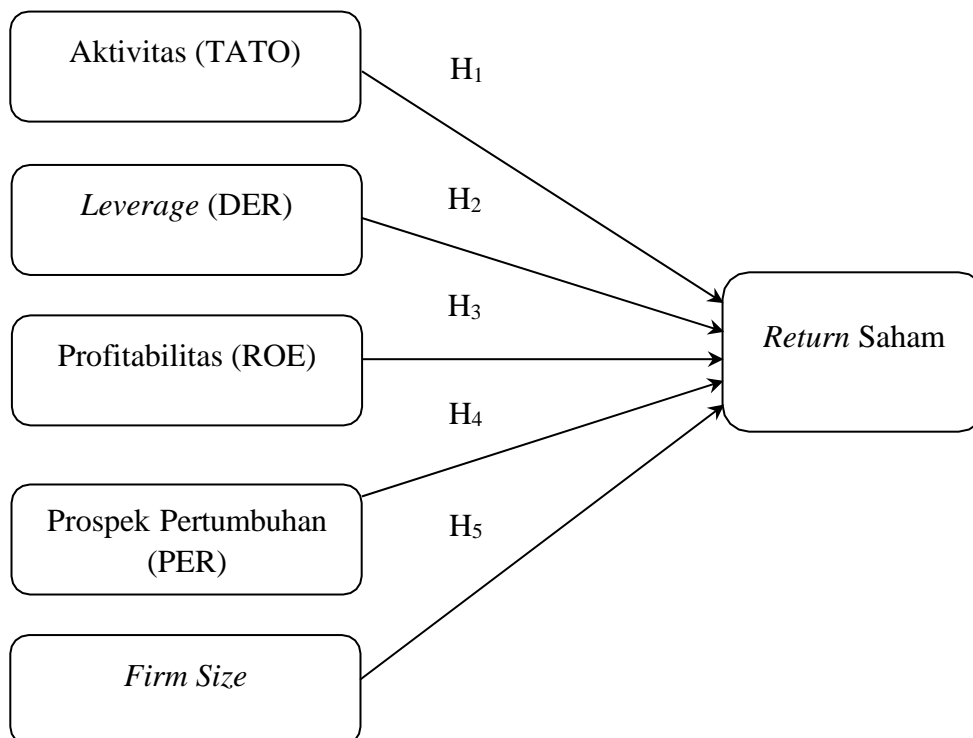 Aktivitas (TATO)
H₁
Leverage (DER)
H₂
H₃
Profitabilitas (ROE)
Return Saham
H₄
Prospek Pertumbuhan
(PER)
H₅
Firm Size